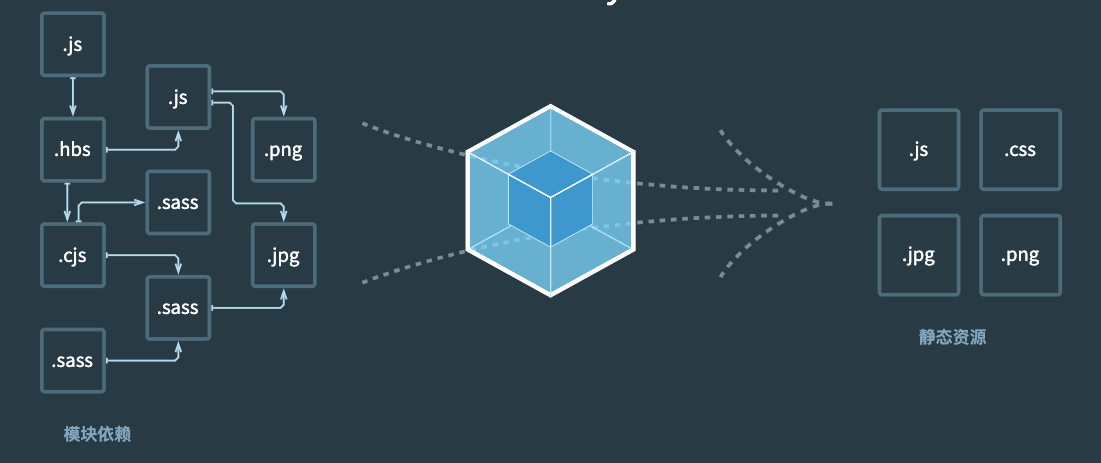 .js
.js
.hbs
.png
.sass
.cjs
.jpg
.sass
.sass
模块依赖
.js
.css
.jpg
.png
静态资源